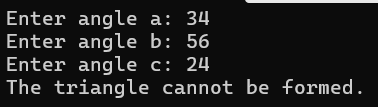 Enter angle a: 34
Enter angle b: 56
Enter angle c: 24
The triangle cannot be formed.